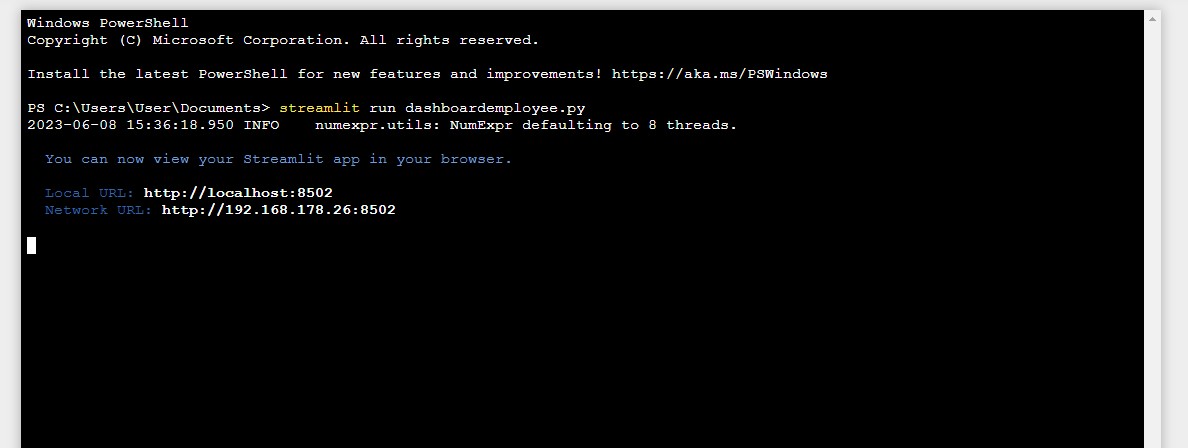 Windows PowerShell
Copyright (C) Microsoft Corporation. All rights reserved.
Install the latest PowerShell for new features and improvements! https://aka.ms/PSWindows
PS C:\Users\User\Documents> streamlit run dashboardemployee.py
2023-06-08 15:36:18.950 INFO    numexpr.utils: NumExpr defaulting to 8 threads.
You can now view your Streamlit app in your browser.
Local URL: http://localhost:8502
Network URL: http://192.168.178.26:8502